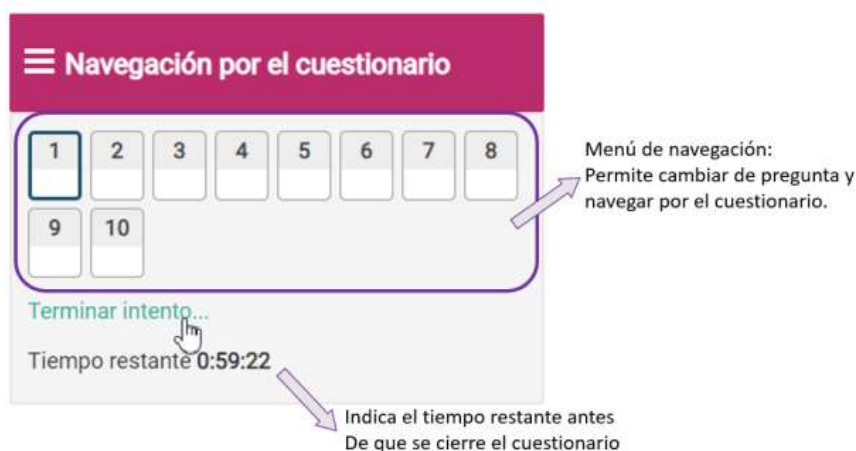 Navegación por el cuestionario
1 2 3 4 5 6 7 8
9 10
Menú de navegación:
Permite cambiar de pregunta y
navegar por el cuestionario.
Terminar intento...
Tiempo restante 0:59:22
Indica el tiempo restante antes
De que se cierre el cuestionario